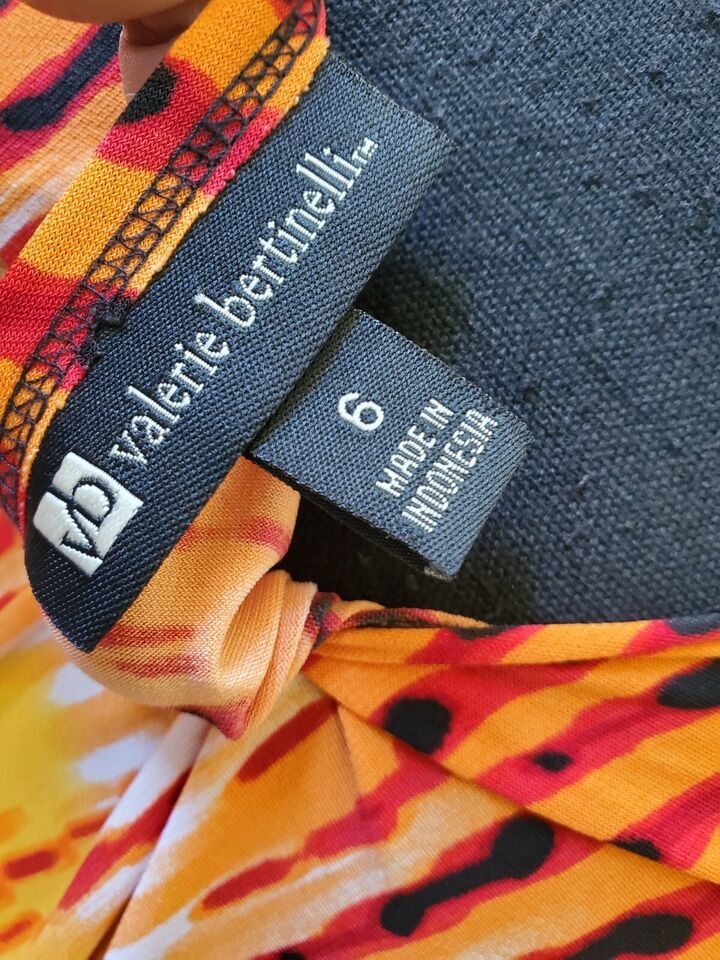 vb valerie bertinelli™
6
MADE IN
INDONESIA